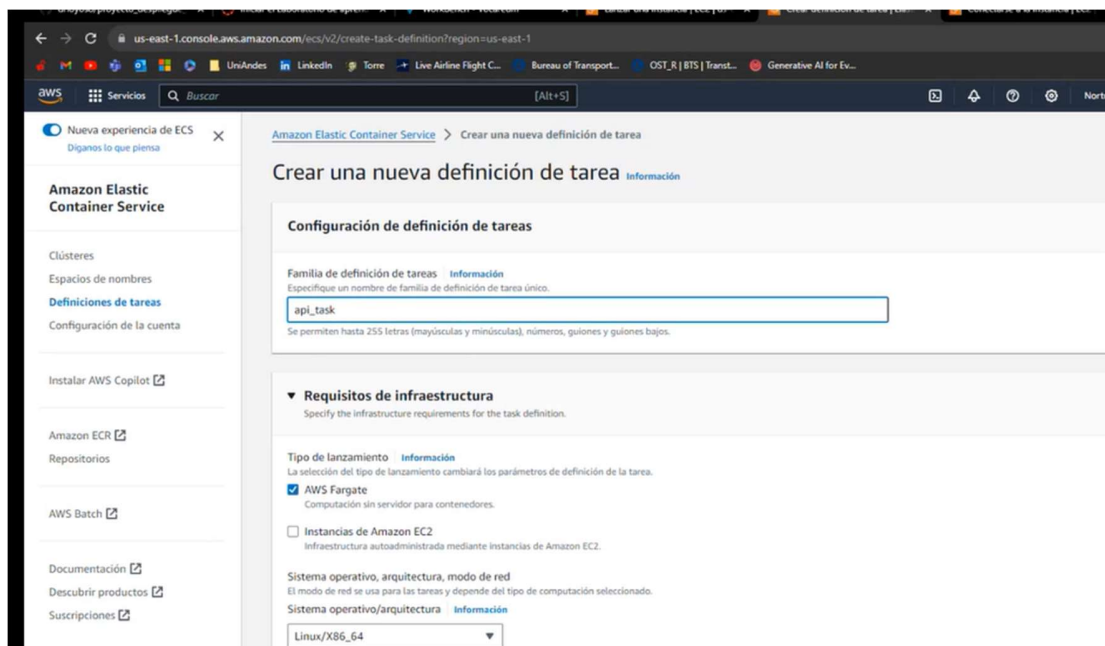 us-east-1.console.aws.amazon.com/ecs/v2/create-task-definition?region=us-east-1
UniAndes LinkedIn Torre Live Airline Flight C... Bureau of Transport... OST_R | BTS | Transt... Generative AI for Ev...
aws Servicios Buscar [Alt+S]
Nueva experiencia de ECS
Díganos lo que piensa
Amazon Elastic Container Service > Crear una nueva definición de tarea
Crear una nueva definición de tarea Información
Amazon Elastic
Container Service
Clústeres
Espacios de nombres
Definiciones de tareas
Configuración de la cuenta
Instalar AWS Copilot
Amazon ECR
Repositorios
AWS Batch
Documentación
Descubrir productos
Suscripciones
Configuración de definición de tareas
Familia de definición de tareas Información
Especifique un nombre de familia de definición de tarea único.
api_task
Se permiten hasta 255 letras (mayúsculas y minúsculas), números, guiones y guiones bajos.
Requisitos de infraestructura
Specify the infrastructure requirements for the task definition.
Tipo de lanzamiento Información
La selección del tipo de lanzamiento cambiará los parámetros de definición de la tarea.
AWS Fargate
Computación sin servidor para contenedores.
Instancias de Amazon EC2
Infraestructura autoadministrada mediante instancias de Amazon EC2.
Sistema operativo, arquitectura, modo de red
El modo de red se usa para las tareas y depende del tipo de computación seleccionado.
Sistema operativo/arquitectura Información
Linux/X86_64